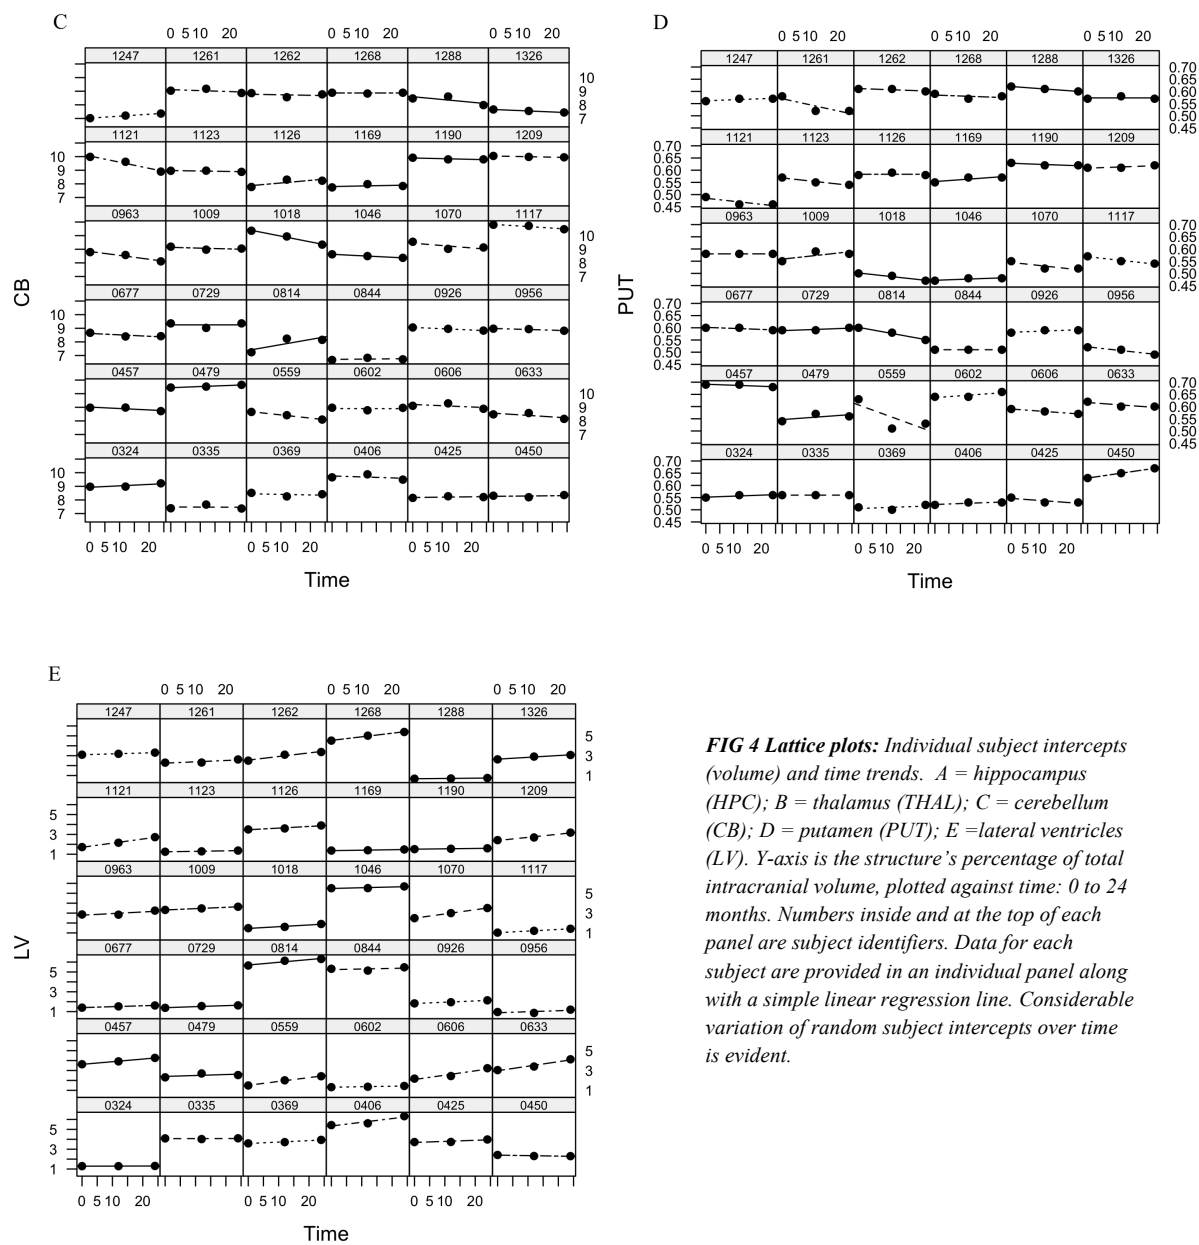 C
0 5 10 20 0 5 10 20 0 5 10 20
1247 1261 1262 1268 1288 1326
10
9
8
7
1121 1123 1126 1169 1190 1209
10
9
8
7
0963 1009 1018 1046 1070 1117
10
9
8
7
0677 0729 0814 0844 0926 0956
10
9
8
7
0457 0479 0559 0602 0606 0633
10
9
8
7
0324 0335 0369 0406 0425 0450
10
9
8
7
0 5 10 20 0 5 10 20 0 5 10 20
CB
Time
D
0 5 10 20 0 5 10 20 0 5 10 20
1247 1261 1262 1268 1288 1326
0.70
0.65
0.60
0.55
0.50
0.45
1121 1123 1126 1169 1190 1209
0.70
0.65
0.60
0.55
0.50
0.45
0963 1009 1018 1046 1070 1117
0.70
0.65
0.60
0.55
0.50
0.45
0677 0729 0814 0844 0926 0956
0.70
0.65
0.60
0.55
0.50
0.45
0457 0479 0559 0602 0606 0633
0.70
0.65
0.60
0.55
0.50
0.45
0324 0335 0369 0406 0425 0450
0.70
0.65
0.60
0.55
0.50
0.45
0 5 10 20 0 5 10 20 0 5 10 20
PUT
Time
E
0 5 10 20 0 5 10 20 0 5 10 20
1247 1261 1262 1268 1288 1326
5
3
1
1121 1123 1126 1169 1190 1209
5
3
1
0963 1009 1018 1046 1070 1117
5
3
1
0677 0729 0814 0844 0926 0956
5
3
1
0457 0479 0559 0602 0606 0633
5
3
1
0324 0335 0369 0406 0425 0450
5
3
1
0 5 10 20 0 5 10 20 0 5 10 20
LV
Time
FIG 4 Lattice plots: Individual subject intercepts
(volume) and time trends. A = hippocampus
(HPC); B = thalamus (THAL); C = cerebellum
(CB); D = putamen (PUT); E =lateral ventricles
(LV). Y-axis is the structure’s percentage of total
intracranial volume, plotted against time: 0 to 24
months. Numbers inside and at the top of each
panel are subject identifiers. Data for each
subject are provided in an individual panel along
with a simple linear regression line. Considerable
variation of random subject intercepts over time
is evident.